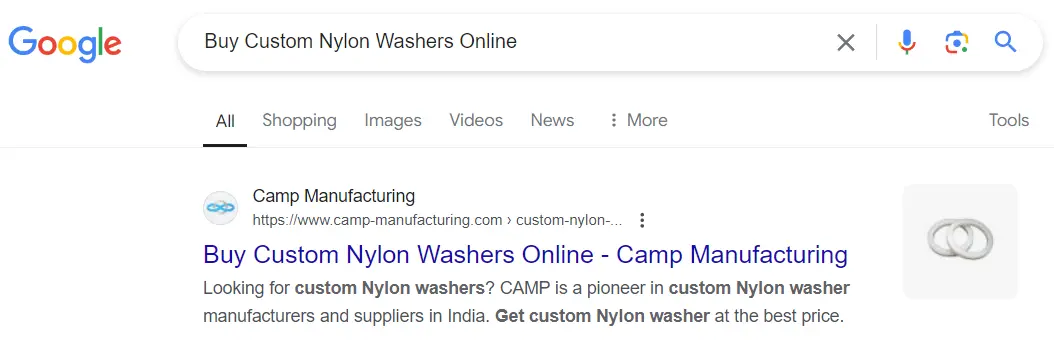 Google
Buy Custom Nylon Washers Online
All Shopping Images Videos News More Tools
Camp Manufacturing
https://www.camp-manufacturing.com › custom-nylon-...
Buy Custom Nylon Washers Online - Camp Manufacturing
Looking for custom Nylon washers? CAMP is a pioneer in custom Nylon washer
manufacturers and suppliers in India. Get custom Nylon washer at the best price.